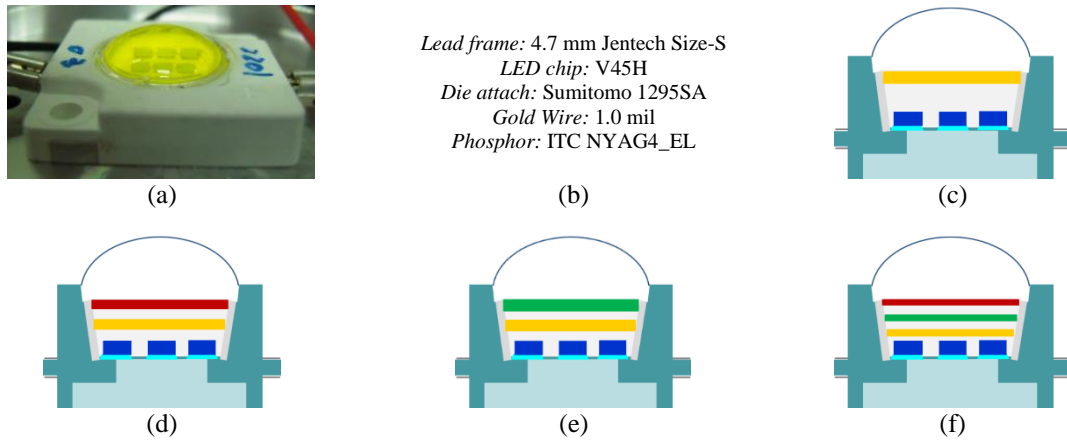 Lead frame: 4.7 mm Jentech Size-S
LED chip: V45H
Die attach: Sumitomo 1295SA
Gold Wire: 1.0 mil
Phosphor: ITC NYAG4_EL
(a)
(b)
(c)
(d)
(e)
(f)